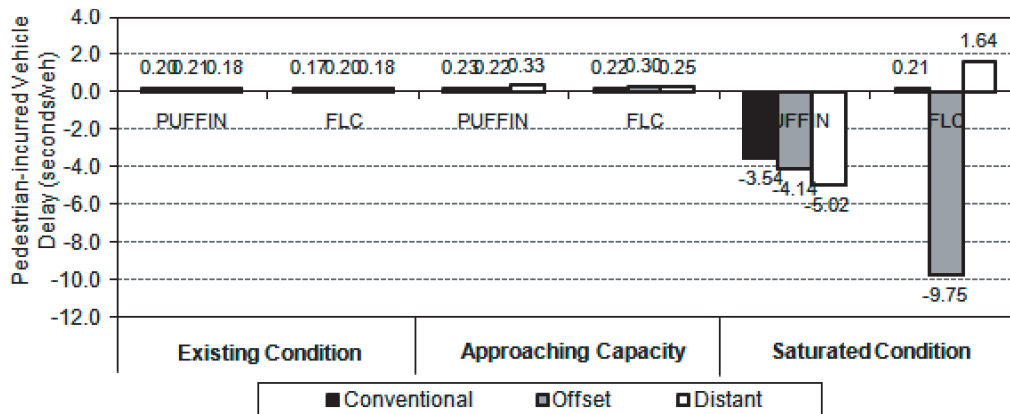 Pedestrian-incurred Vehicle
Delay (seconds/veh)
4.0
2.0
0.0
-2.0
-4.0
-6.0
-8.0
-10.0
-12.0
0.20 0.21 0.18
0.17 0.20 0.18
0.23 0.22 0.33
0.22 0.30 0.25
0.21
1.64
PUFFIN
FLC
PUFFIN
FLC
PUFFIN
FLC
-3.54
-4.14
-5.02
-9.75
Existing Condition
Approaching Capacity
Saturated Condition
Conventional
Offset
Distant